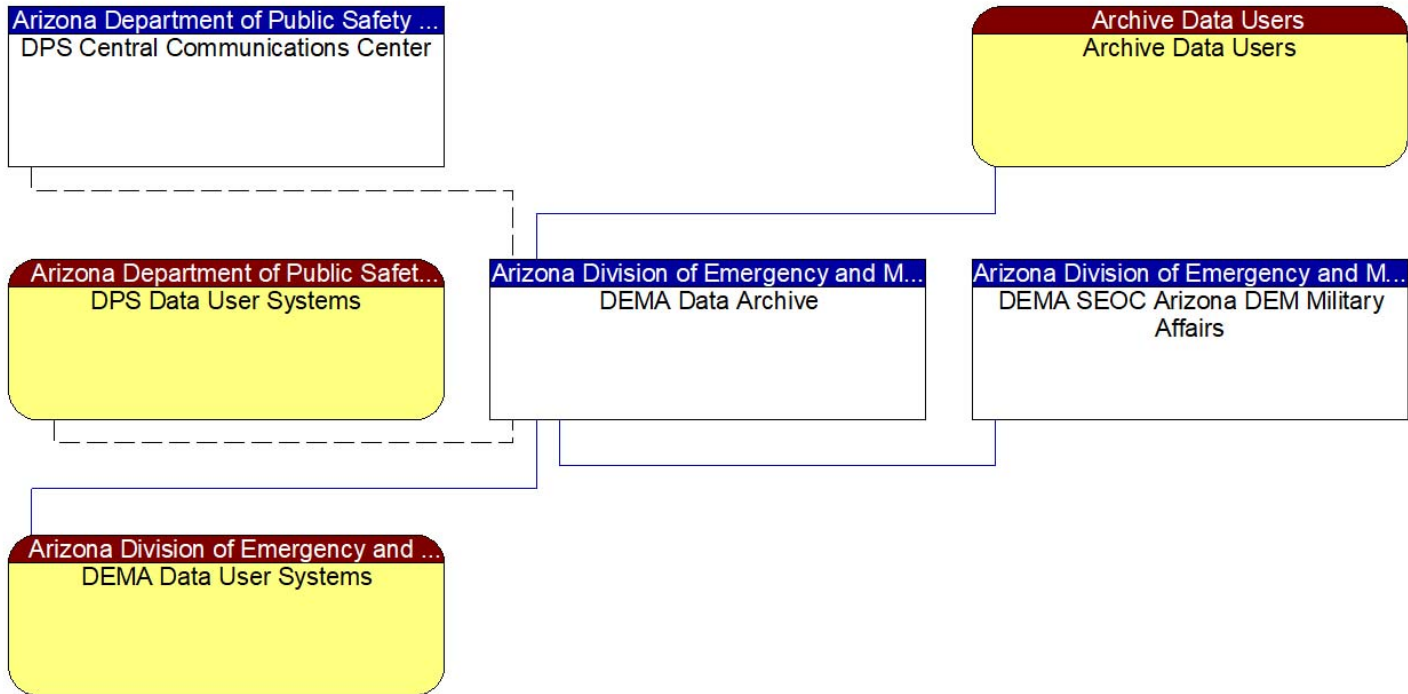 Arizona Department of Public Safety ...
DPS Central Communications Center
Archive Data Users
Archive Data Users
Arizona Department of Public Safet...
DPS Data User Systems
Arizona Division of Emergency and M...
DEMA Data Archive
Arizona Division of Emergency and M...
DEMA SEOC Arizona DEM Military
Affairs
Arizona Division of Emergency and ...
DEMA Data User Systems